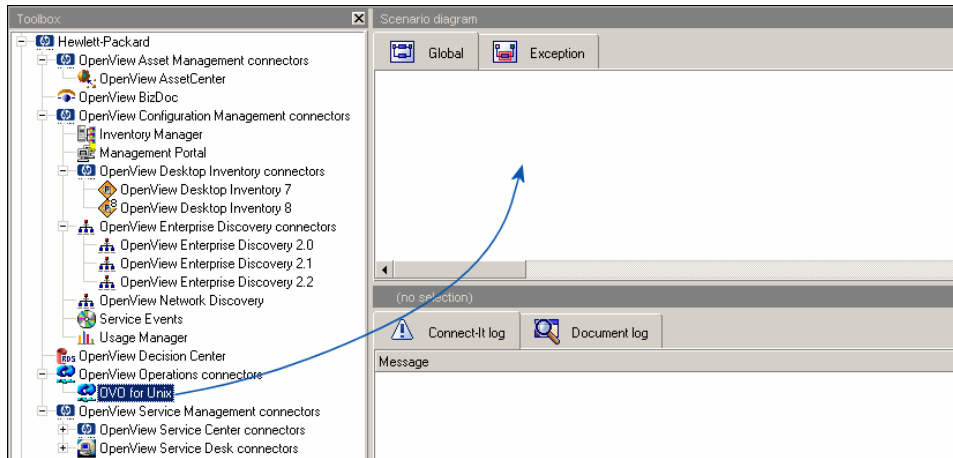 Toolbox
Hewlett-Packard
OpenView Asset Management connectors
OpenView AssetCenter
OpenView BizDoc
OpenView Configuration Management connectors
Inventory Manager
Management Portal
OpenView Desktop Inventory connectors
OpenView Desktop Inventory 7
OpenView Desktop Inventory 8
OpenView Enterprise Discovery connectors
OpenView Enterprise Discovery 2.0
OpenView Enterprise Discovery 2.1
OpenView Enterprise Discovery 2.2
OpenView Network Discovery
Service Events
Usage Manager
OpenView Decision Center
OpenView Operations connectors
OVO for Unix
OpenView Service Management connectors
OpenView Service Center connectors
OpenView Service Desk connectors
Scenario diagram
Global Exception
(no selection)
Connect-It log Document log
Message